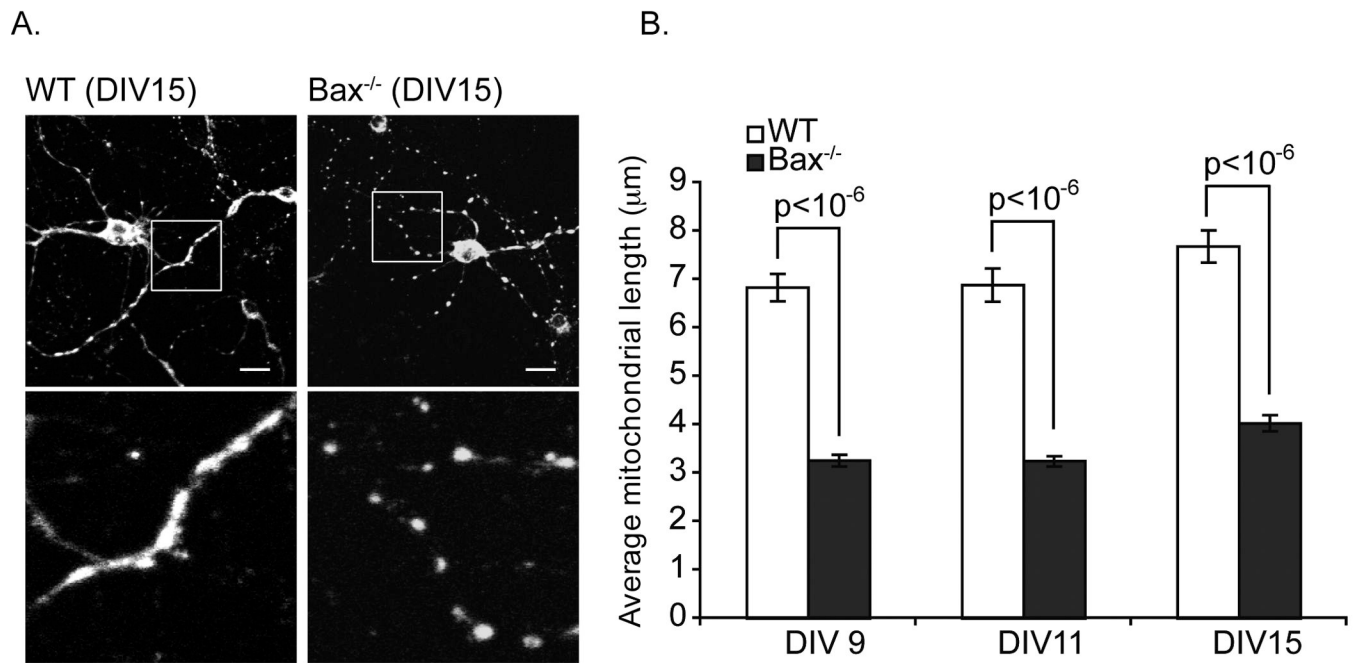 A.
B.
WT (DIV15)
Bax-/- (DIV15)
WT
Bax-/-
p<10-6
p<10-6
p<10-6
Average mitochondrial length (μm)
9
8
7
6
5
4
3
2
1
0
DIV 9
DIV11
DIV15